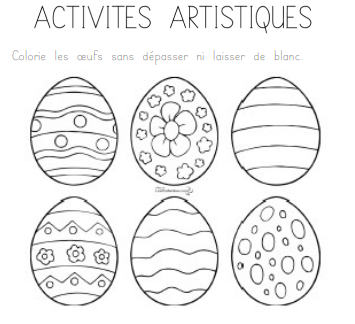 ACTIVITES ARTISTIQUES
Colorie les œufs sans dépasser ni laisser de blanc.